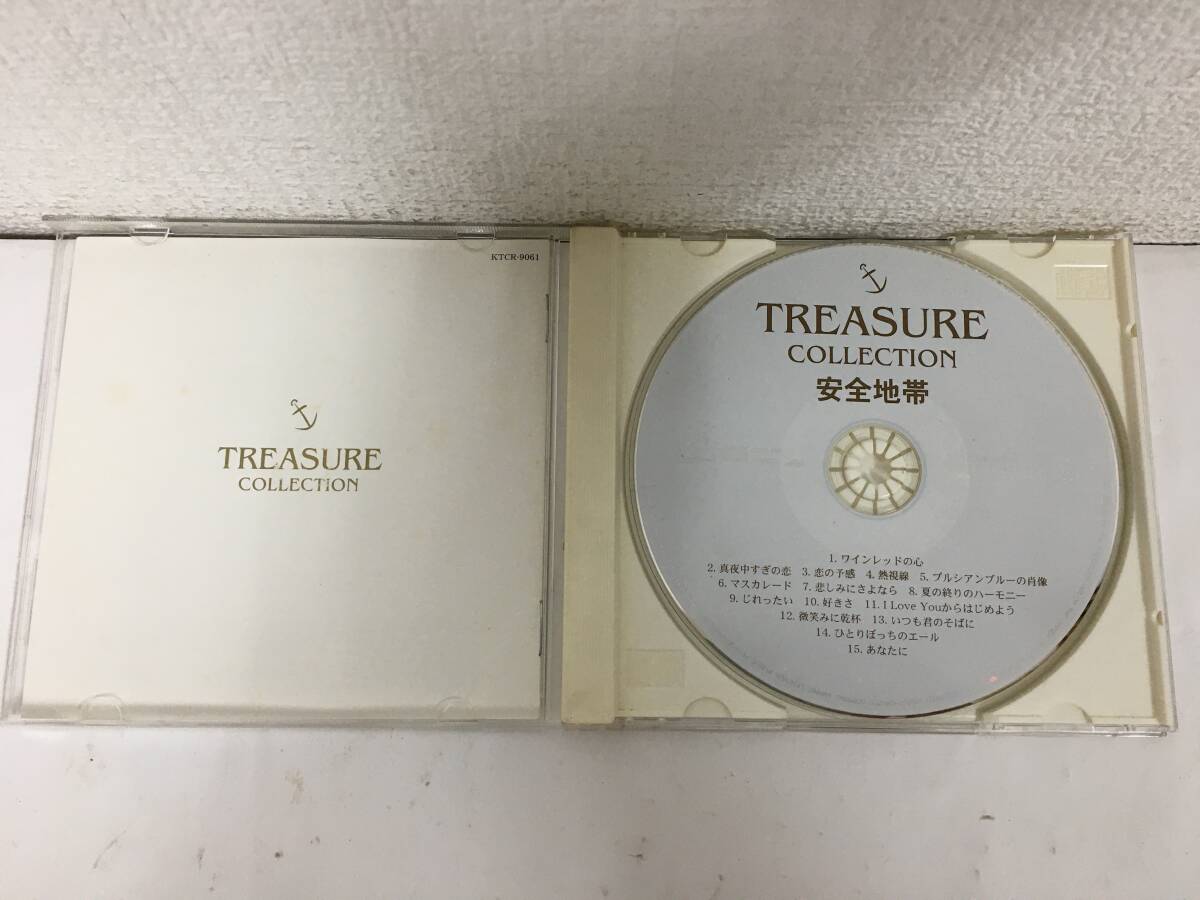 KTCR-9061
TREASURE
COLLECTION
TREASURE
COLLECTION
安全地帯
1. ワインレッドの心
2. 真夜中すぎの恋 3. 恋の予感 4. 熱視線 5. プルシアンブルーの肖像
6. マスカレード 7. 悲しみにさよなら 8. 夏の終りのハーモニー
9. じれったい 10. 好きさ 11. I Love Youからはじめよう
12. 微笑みに乾杯 13. いつも君のそばに
14. ひとりぼっちのエール
15. あなたに